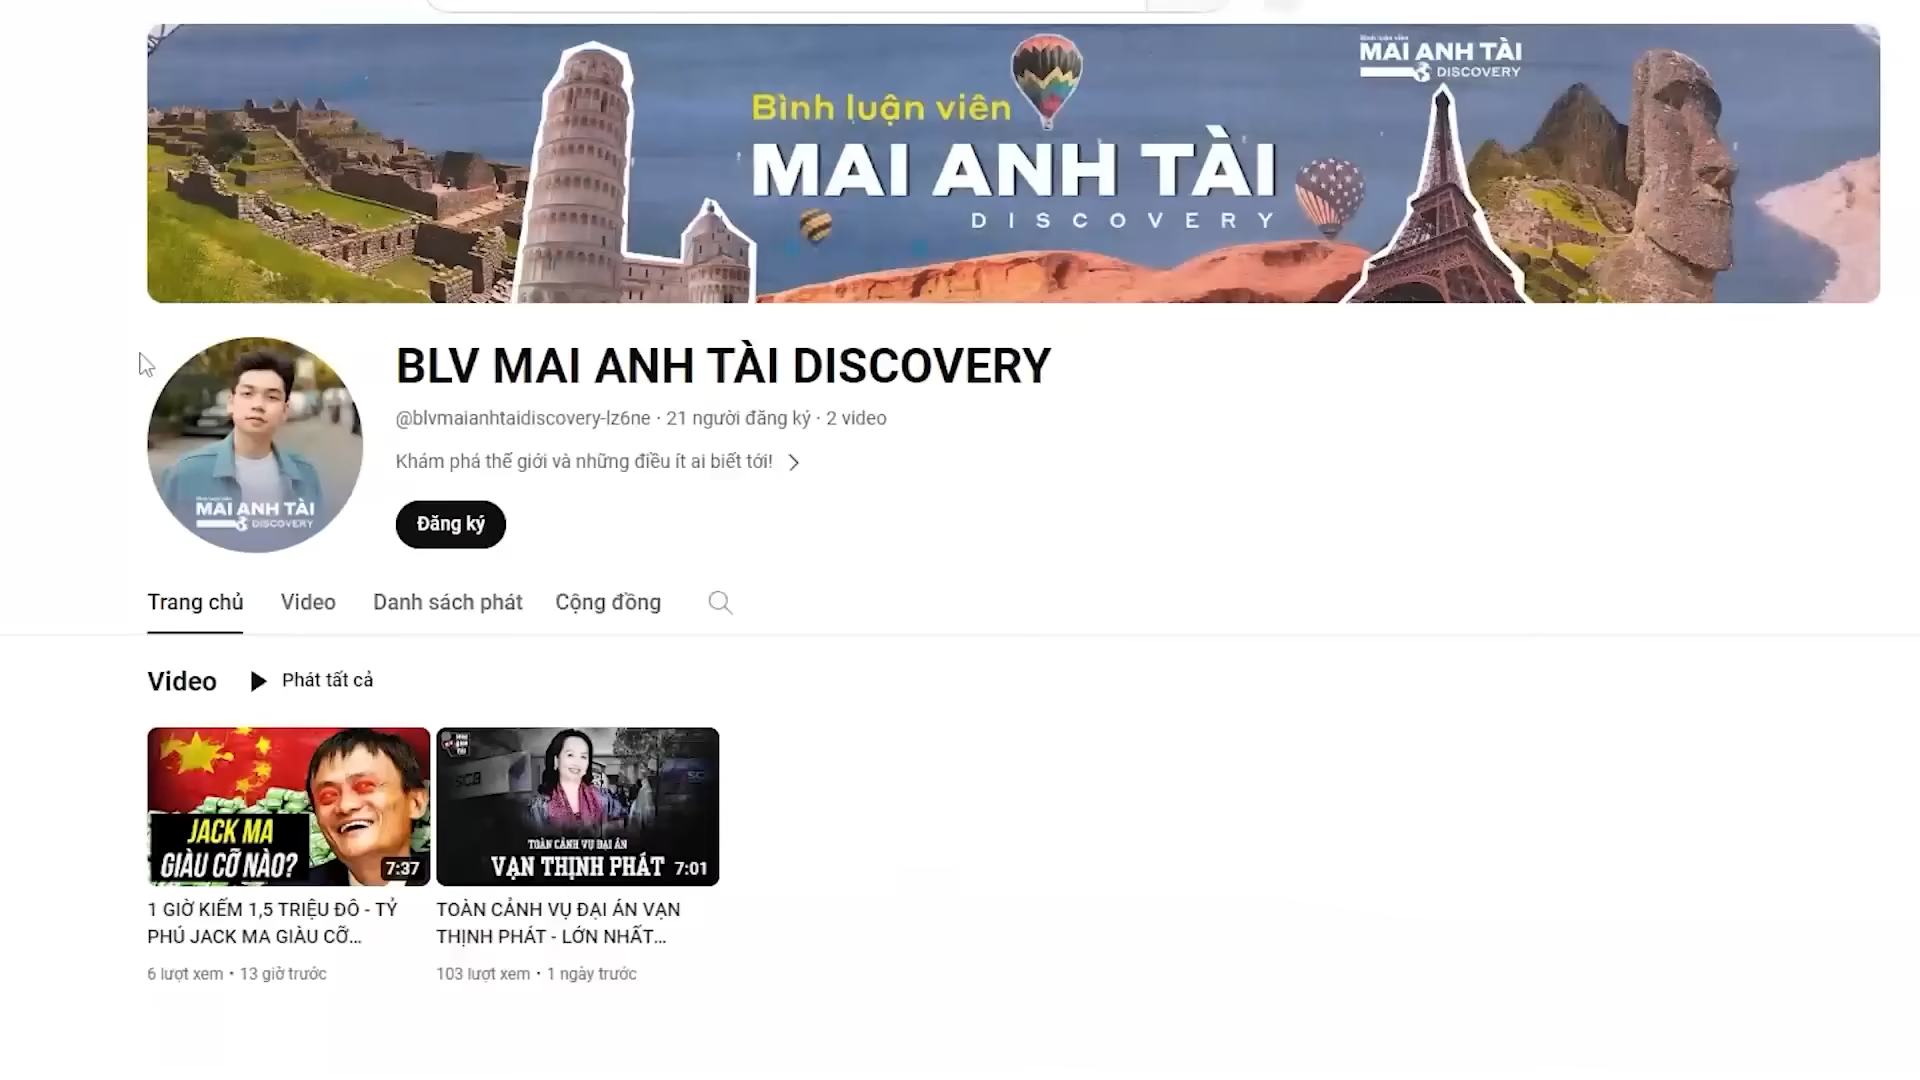 Bình luận viên
MAI ANH TÀI
DISCOVERY
MAI ANH TÀI
DISCOVERY
MAI ANH TÀI
DISCOVERY
BLV MAI ANH TÀI DISCOVERY
@blvmaianhtaidiscovery-lz6ne · 21 người đăng ký · 2 video
Khám phá thế giới và những điều ít ai biết tới!
Đăng ký
Trang chủ Video Danh sách phát Cộng đồng
Video Phát tất cả
JACK MA
GIÀU CỠ NÀO?
7:37
SCB
TOÀN CẢNH VỤ ĐẠI ÁN
VẠN THỊNH PHÁT
7:01
1 GIỜ KIẾM 1,5 TRIỆU ĐÔ - TỶ
PHÚ JACK MA GIÀU CỠ...
6 lượt xem • 13 giờ trước
TOÀN CẢNH VỤ ĐẠI ÁN VẠN
THỊNH PHÁT - LỚN NHẤT...
103 lượt xem • 1 ngày trước